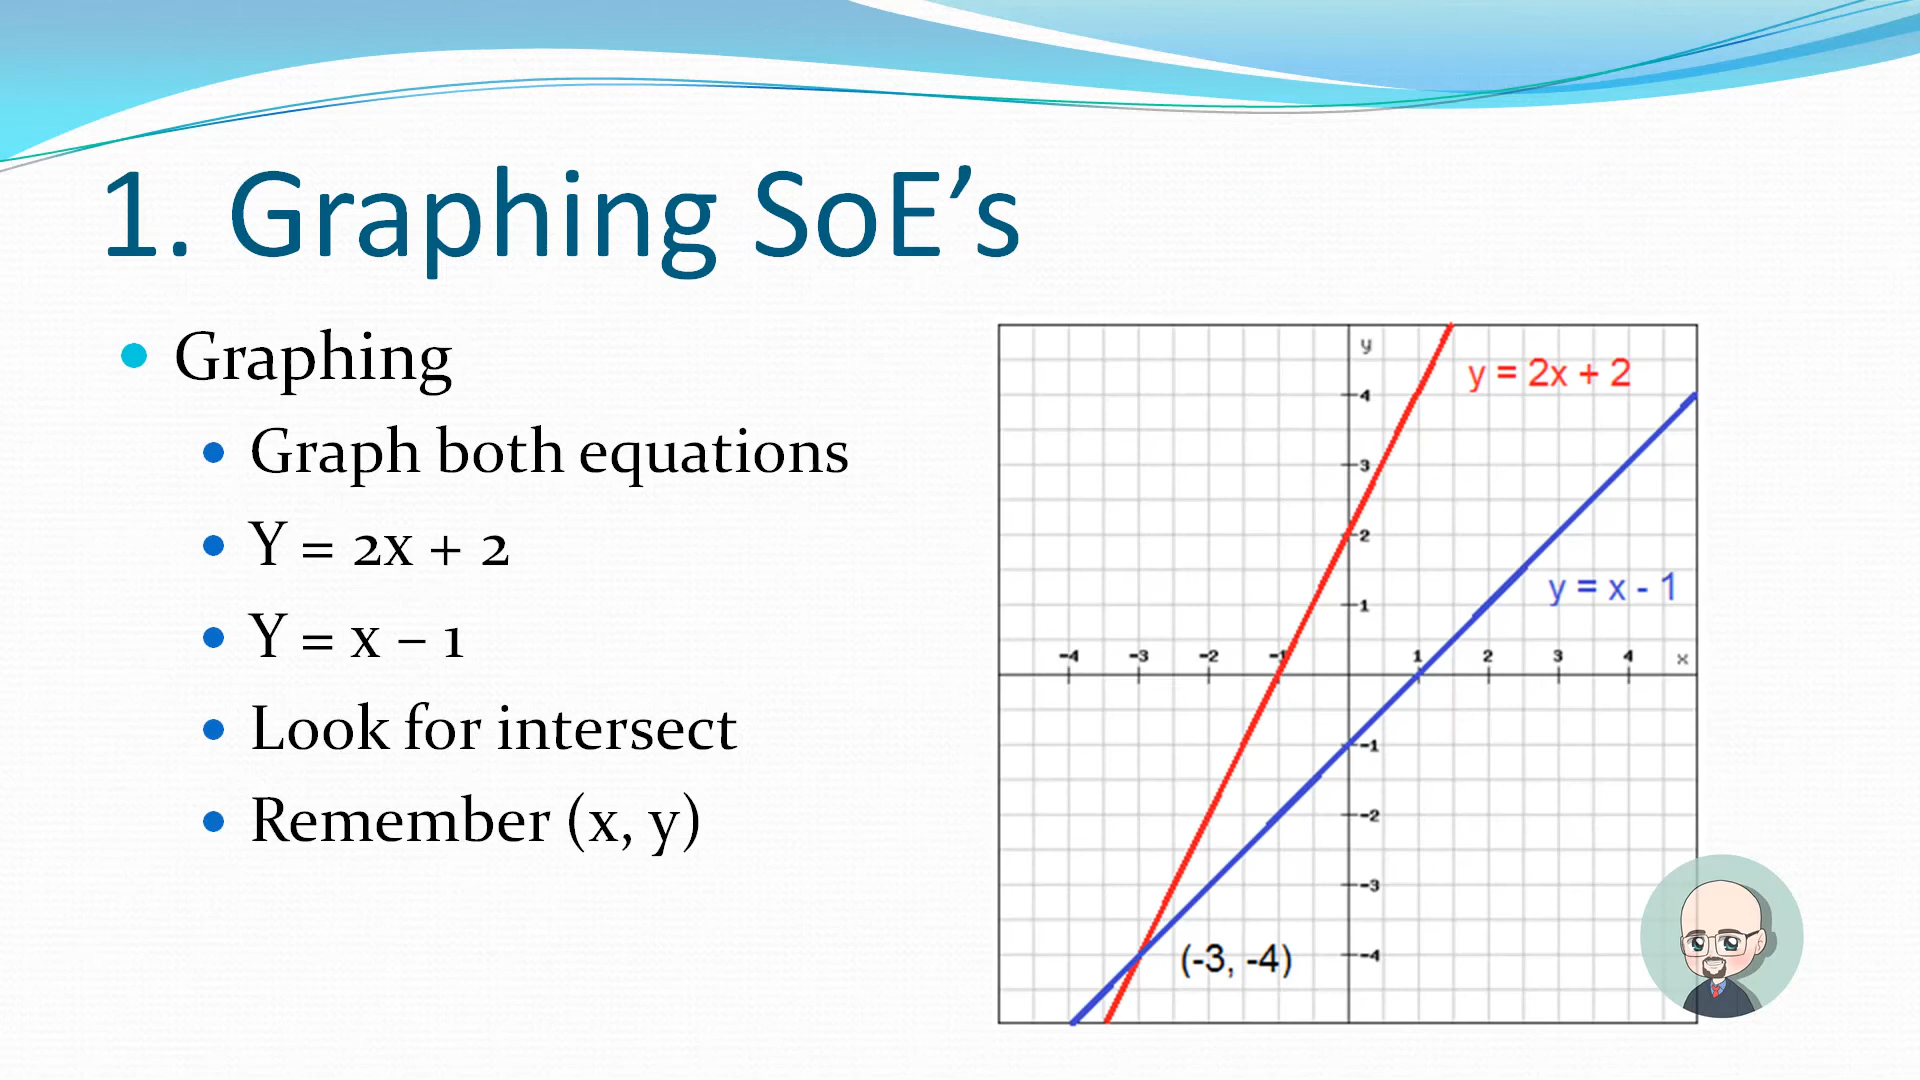 1. Graphing SoE’s
Graphing
Graph both equations
Y = 2x + 2
Y = x – 1
Look for intersect
Remember (x, y)
y
y = 2x + 2
4
3
2
y = x - 1
1
-4 -3 -2 -1 1 2 3 4 x
-1
-2
-3
(-3, -4) -4